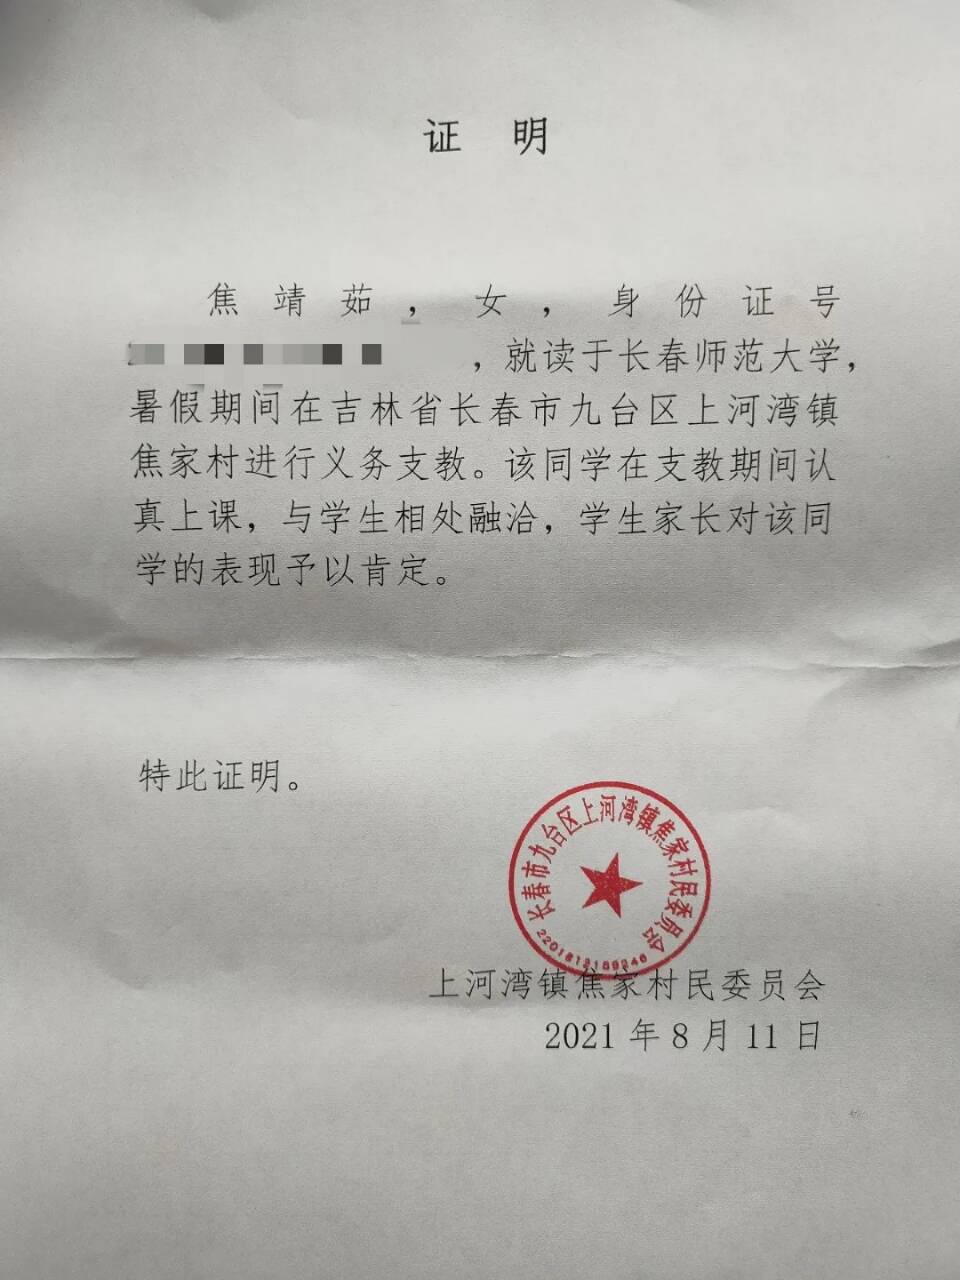 证 明
焦靖茹，女，身份证号
，就读于长春师范大学，
暑假期间在吉林省长春市九台区上河湾镇
焦家村进行义务支教。该同学在支教期间认
真上课，与学生相处融洽，学生家长对该同
学的表现予以肯定。
特此证明。
长春市九台区上河湾镇焦家村民委员会
上河湾镇焦家村民委员会
2021年8月11日